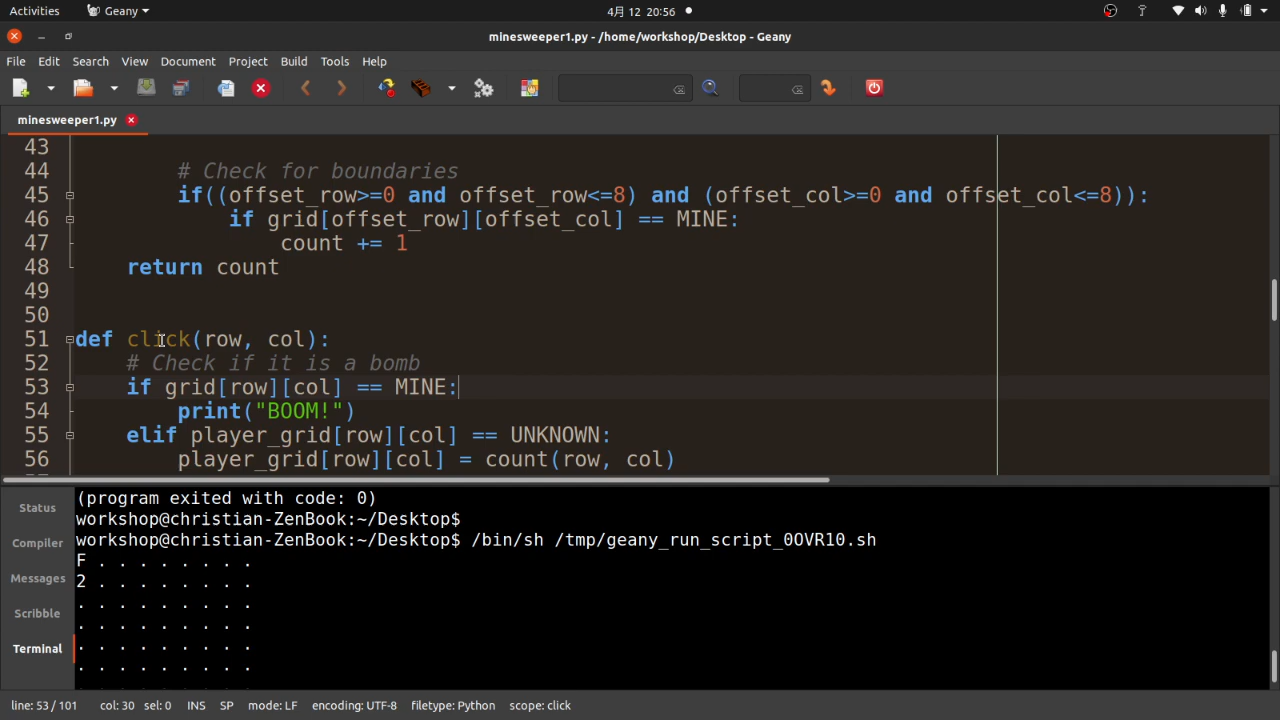 Activities Geany 4月 12 20:56
minesweeper1.py - /home/workshop/Desktop - Geany
File Edit Search View Document Project Build Tools Help
minesweeper1.py
43
44 # Check for boundaries
45 if((offset_row>=0 and offset_row<=8) and (offset_col>=0 and offset_col<=8)):
46 if grid[offset_row][offset_col] == MINE:
47 count += 1
48 return count
49
50
51 def click(row, col):
52 # Check if it is a bomb
53 if grid[row][col] == MINE:
54 print("BOOM!")
55 elif player_grid[row][col] == UNKNOWN:
56 player_grid[row][col] = count(row, col)
Status
Compiler
Messages
Scribble
Terminal
(program exited with code: 0)
workshop@christian-ZenBook:~/Desktop$
workshop@christian-ZenBook:~/Desktop$ /bin/sh /tmp/geany_run_script_0OVR10.sh
F . . . . . . . .
2 . . . . . . . .
. . . . . . . . .
. . . . . . . . .
. . . . . . . . .
. . . . . . . . .
line: 53 / 101 col: 30 sel: 0 INS SP mode: LF encoding: UTF-8 filetype: Python scope: click